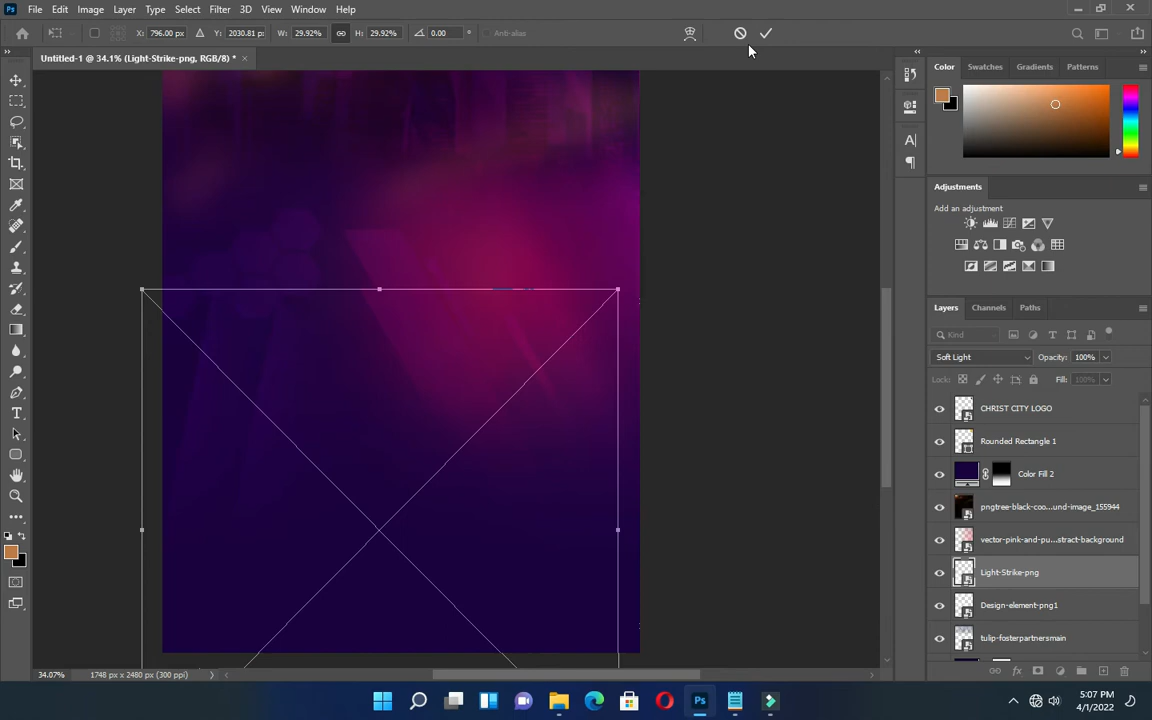 Ps File Edit Image Layer Type Select Filter 3D View Window Help
X: 796.00 px Y: 2030.81 px W: 29.92% H: 29.92% 0.00 ° Anti-alias
Untitled-1 @ 34.1% (Light-Strike-png, RGB/8) * ×
Color Swatches Gradients Patterns
Adjustments
Add an adjustment
Layers Channels Paths
Kind
Soft Light Opacity: 100%
Lock: Fill: 100%
CHRIST CITY LOGO
Rounded Rectangle 1
Color Fill 2
pngtree-black-coo...und-image_155944
vector-pink-and-pu...stract-background
Light-Strike-png
Design-element-png1
tulip-fosterpartnersmain
34.07% 1748 px x 2480 px (300 ppi)
Ps
5:07 PM
4/1/2022